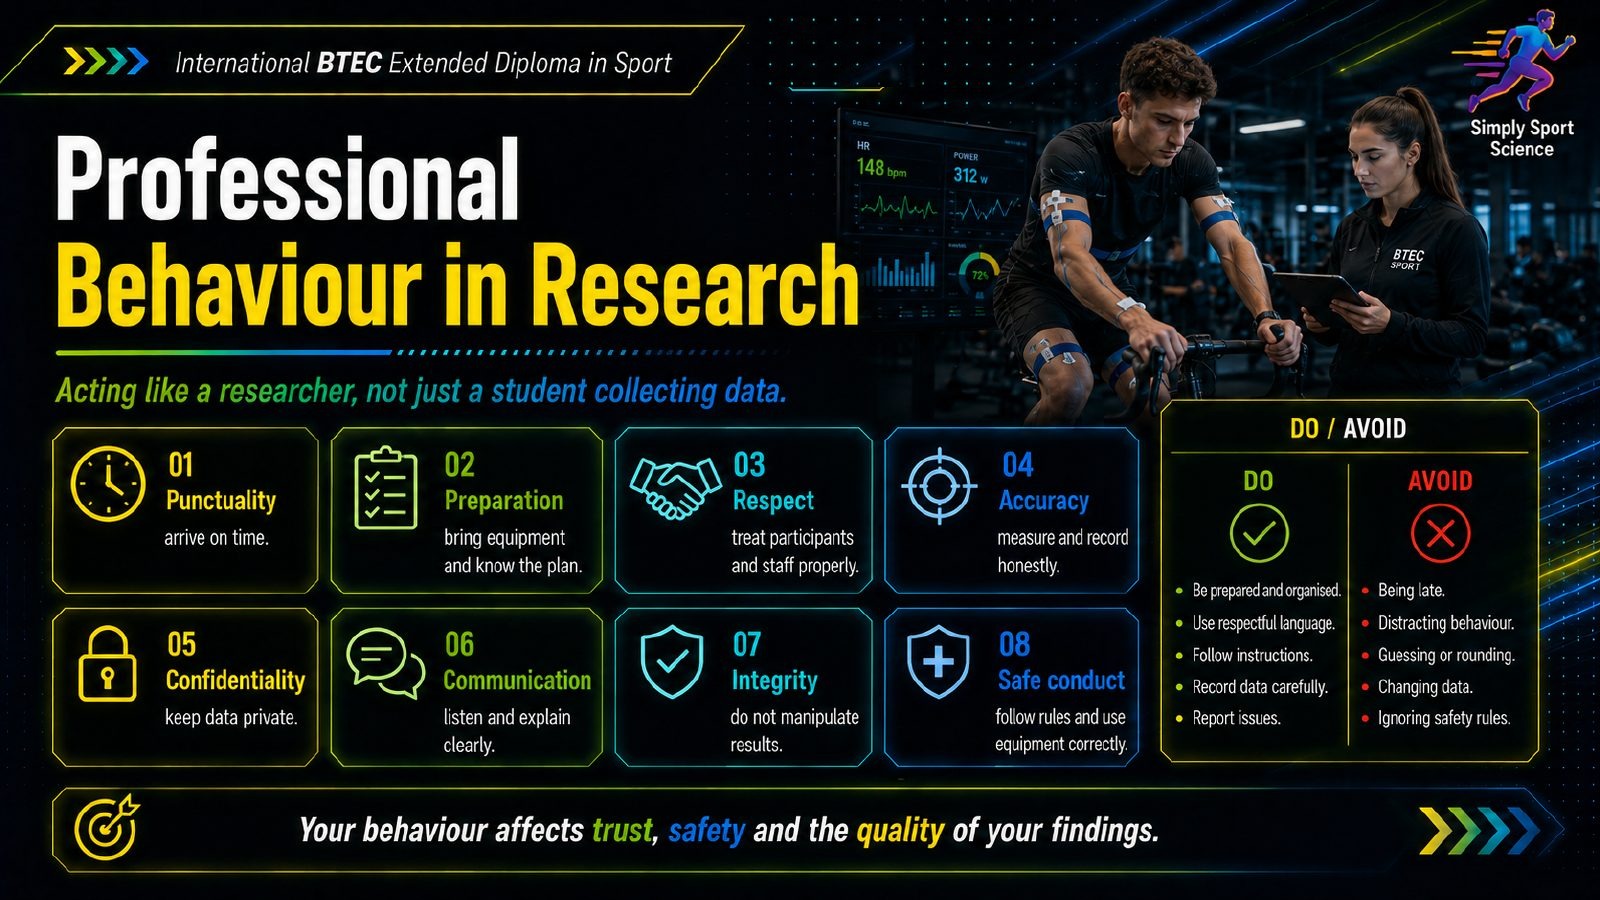 International BTEC Extended Diploma in Sport
Simply Sport
Science
Professional
Behaviour in Research
HR
148 bpm
POWER
312 W
72%
BTEC
SPORT
Acting like a researcher, not just a student collecting data.
01
Punctuality
arrive on time.
02
Preparation
bring equipment
and know the plan.
03
Respect
treat participants
and staff properly.
04
Accuracy
measure and record
honestly.
05
Confidentiality
keep data private.
06
Communication
listen and explain
clearly.
07
Integrity
do not manipulate
results.
08
Safe conduct
follow rules and use
equipment correctly.
DO / AVOID
DO
• Be prepared and organised.
• Use respectful language.
• Follow instructions.
• Record data carefully.
• Report issues.
AVOID
• Being late.
• Distracting behaviour.
• Guessing or rounding.
• Changing data.
• Ignoring safety rules.
Your behaviour affects trust, safety and the quality of your findings.